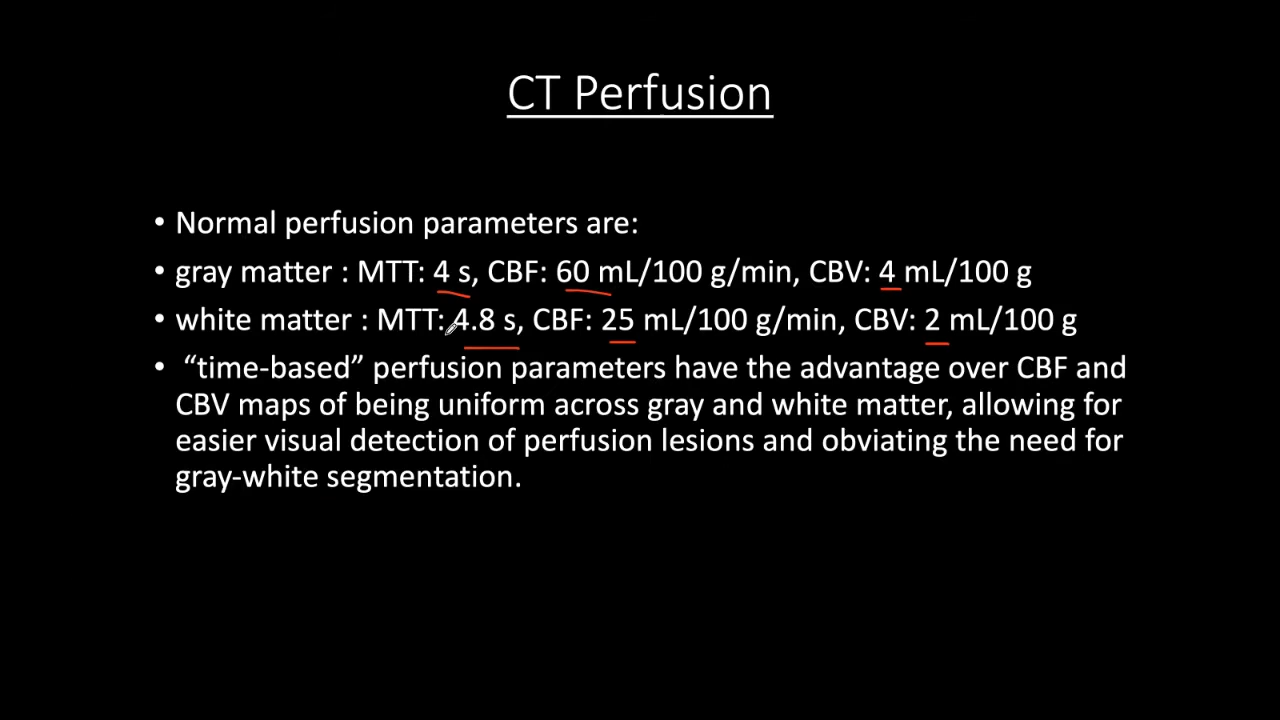 CT Perfusion
• Normal perfusion parameters are:
• gray matter : MTT: 4 s, CBF: 60 mL/100 g/min, CBV: 4 mL/100 g
• white matter : MTT: 4.8 s, CBF: 25 mL/100 g/min, CBV: 2 mL/100 g
• “time-based” perfusion parameters have the advantage over CBF and
CBV maps of being uniform across gray and white matter, allowing for
easier visual detection of perfusion lesions and obviating the need for
gray-white segmentation.